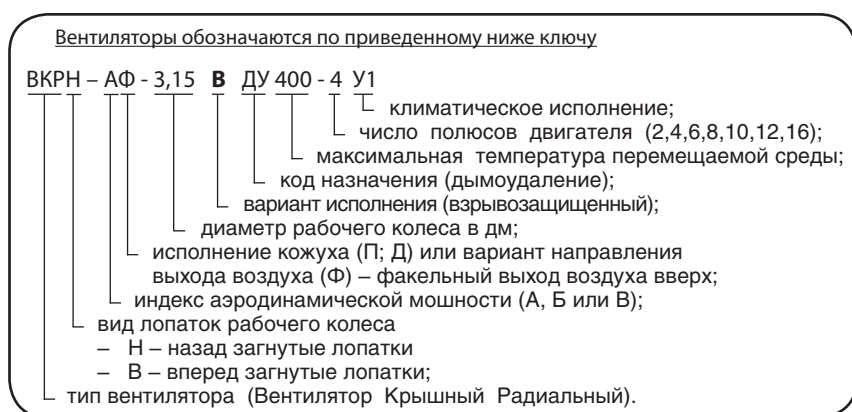 Вентиляторы обозначаются по приведенному ниже ключу
ВКРН – АФ - 3,15 В ДУ 400 - 4 У1
климатическое исполнение;
число полюсов двигателя (2,4,6,8,10,12,16);
максимальная температура перемещаемой среды;
код назначения (дымоудаление);
вариант исполнения (взрывозащищенный);
диаметр рабочего колеса в дм;
исполнение кожуха (П; Д) или вариант направления
выхода воздуха (Ф) – факельный выход воздуха вверх;
индекс аэродинамической мошности (А, Б или В);
вид лопаток рабочего колеса
– Н – назад загнутые лопатки
– В – вперед загнутые лопатки;
тип вентилятора (Вентилятор Крышный Радиальный).